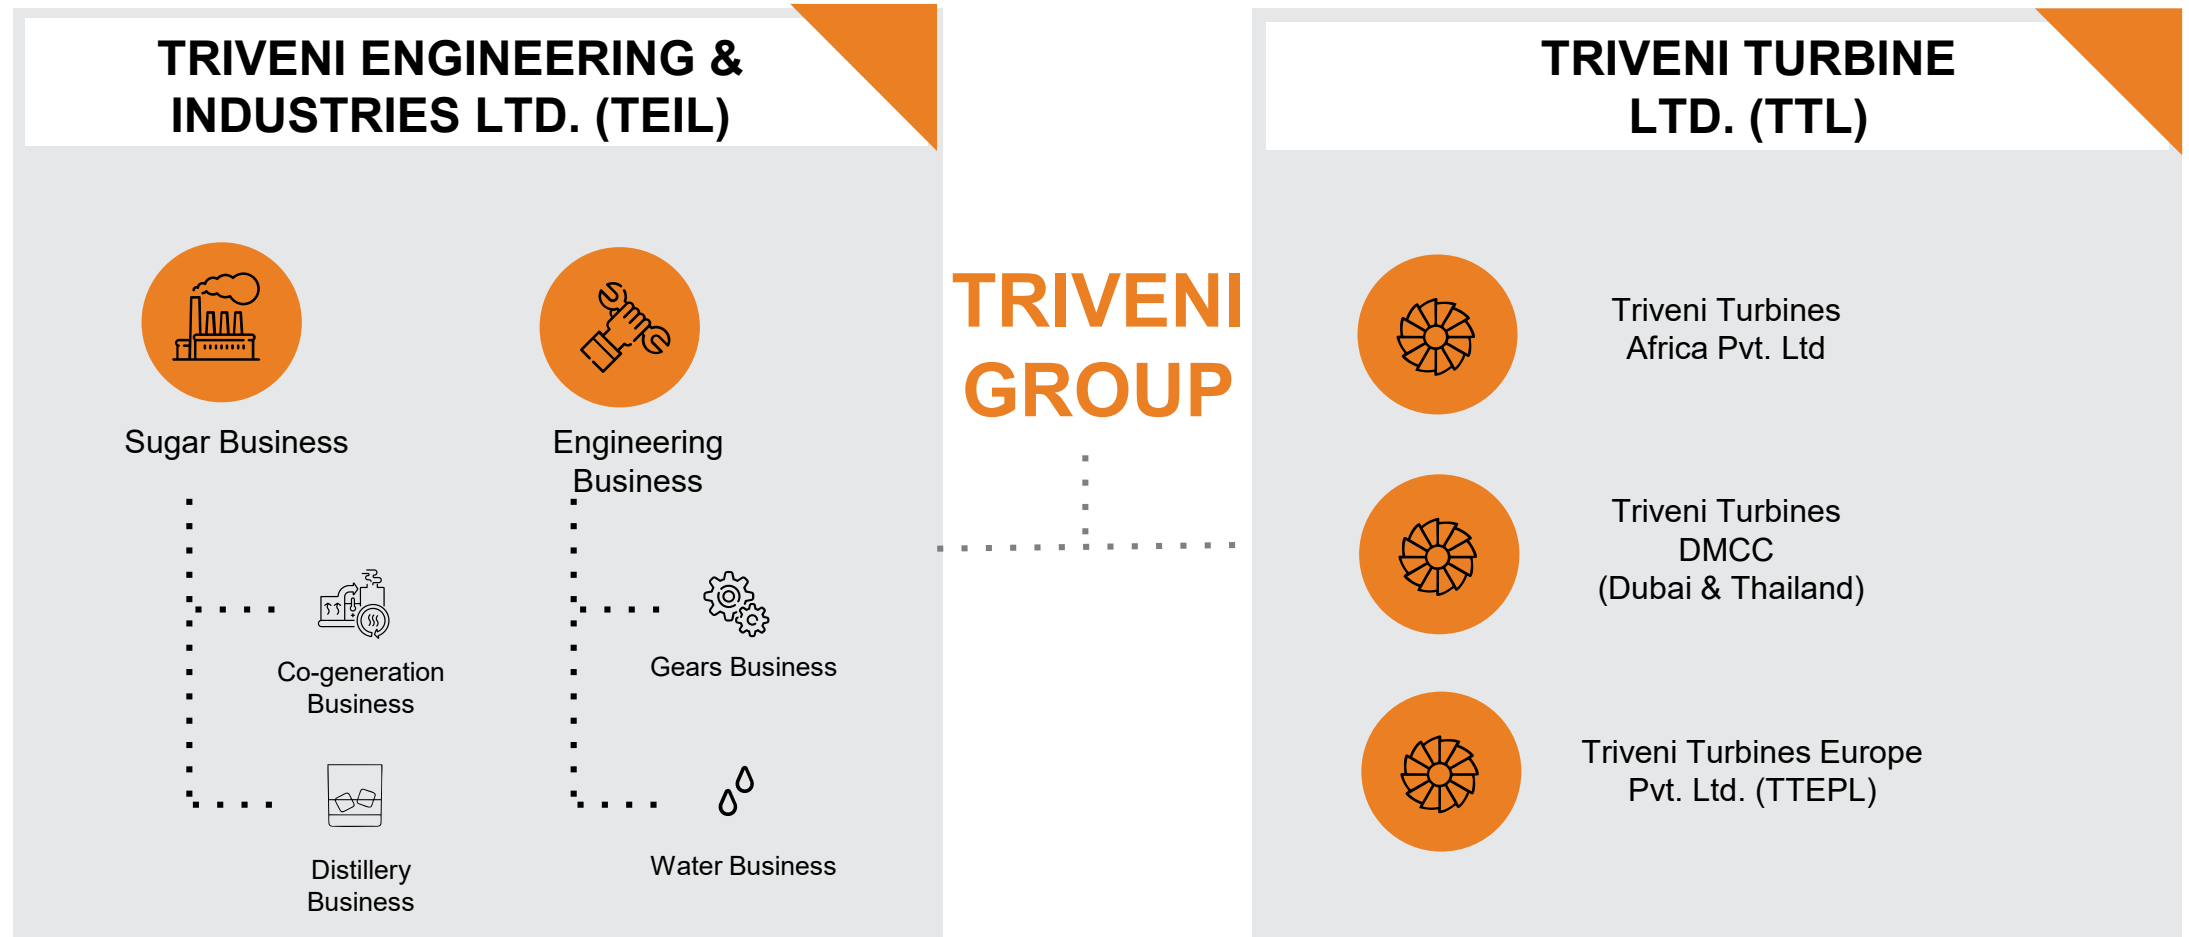 TRIVENI ENGINEERING &
INDUSTRIES LTD. (TEIL)
Sugar Business
Engineering
Business
Co-generation
Business
Gears Business
Distillery
Business
Water Business
TRIVENI
GROUP
TRIVENI TURBINE
LTD. (TTL)
Triveni Turbines
Africa Pvt. Ltd
Triveni Turbines
DMCC
(Dubai & Thailand)
Triveni Turbines Europe
Pvt. Ltd. (TTEPL)